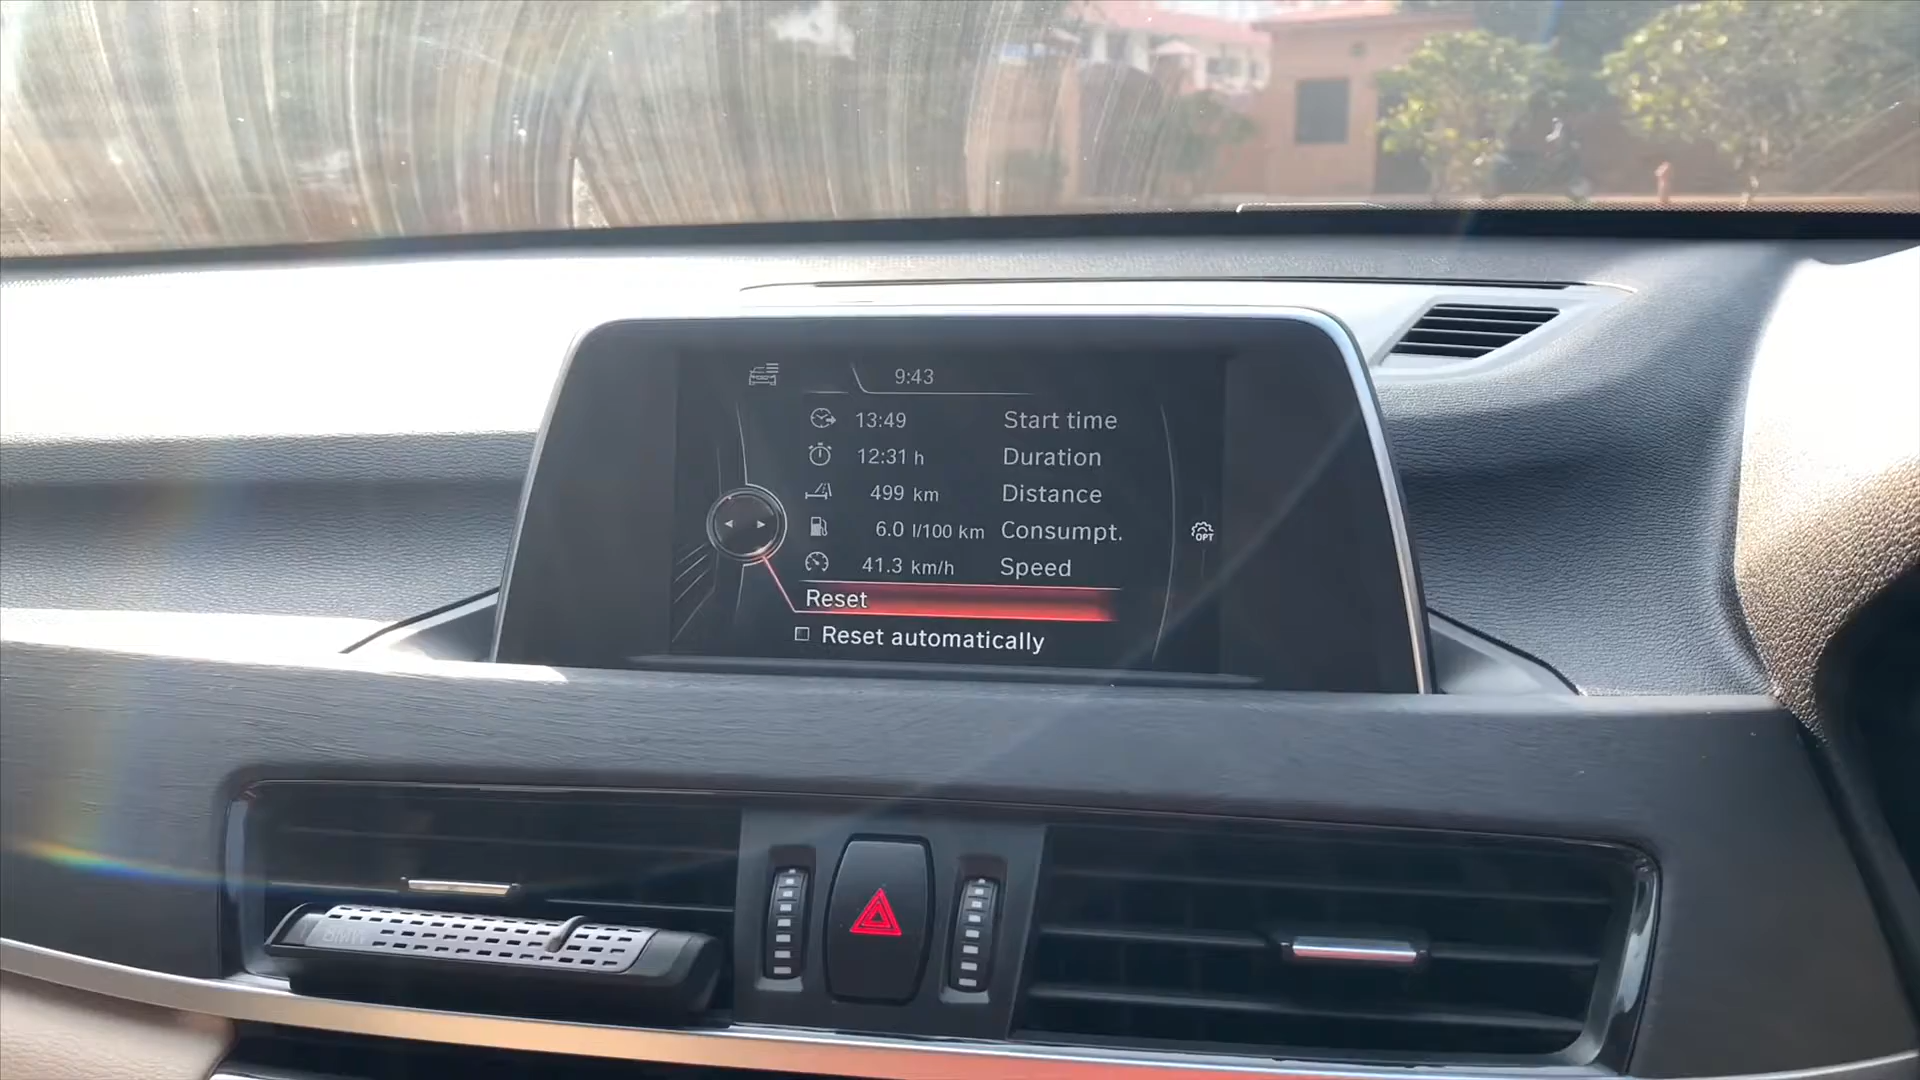 9:43
13:49 Start time
12:31 h Duration
499 km Distance
6.0 l/100 km Consumpt.
OPT
41.3 km/h Speed
Reset
Reset automatically
BMW